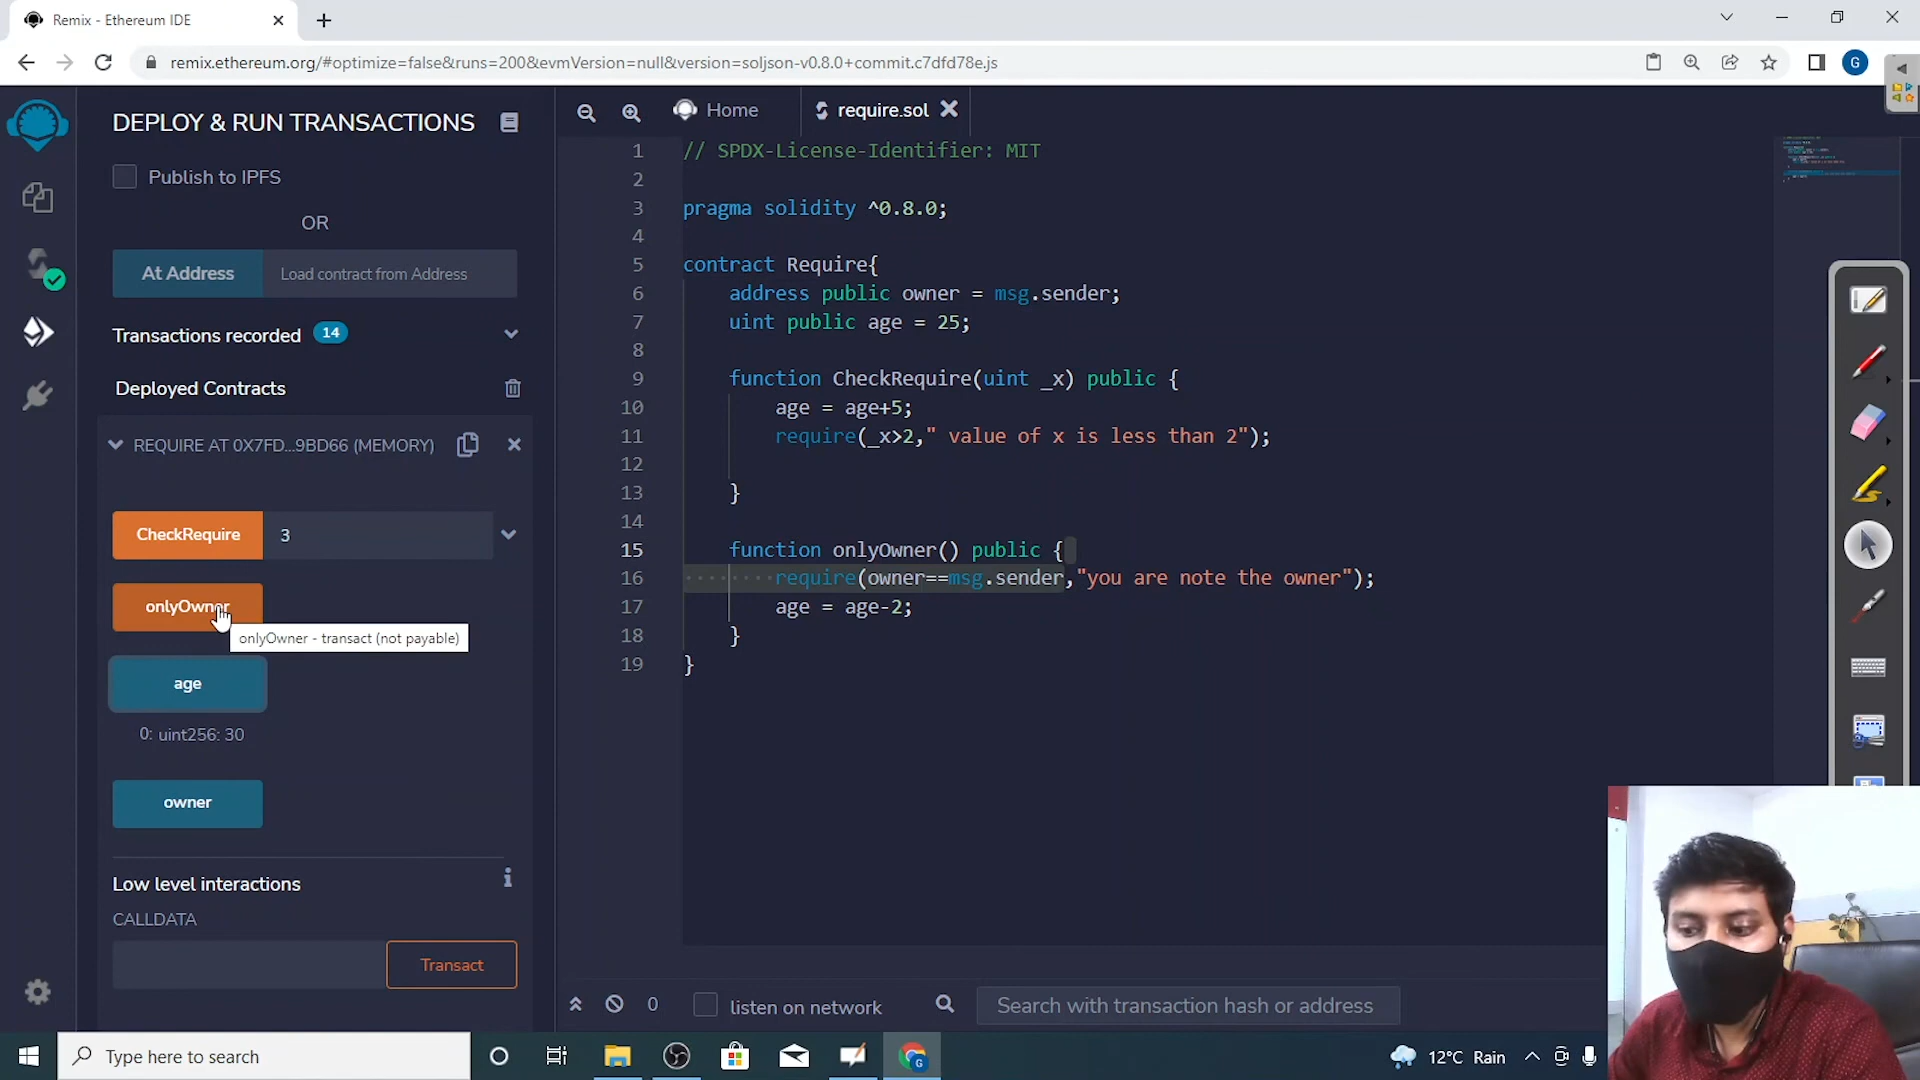 Remix - Ethereum IDE
remix.ethereum.org/#optimize=false&runs=200&evmVersion=null&version=soljson-v0.8.0+commit.c7dfd78e.js
G
DEPLOY & RUN TRANSACTIONS
Publish to IPFS
OR
At Address
Load contract from Address
Transactions recorded 14
Deployed Contracts
REQUIRE AT 0X7FD...9BD66 (MEMORY)
CheckRequire
3
onlyOwner
onlyOwner - transact (not payable)
age
0: uint256: 30
owner
Low level interactions
i
CALLDATA
Transact
Home
require.sol
1 // SPDX-License-Identifier: MIT
2
3 pragma solidity ^0.8.0;
4
5 contract Require{
6 address public owner = msg.sender;
7 uint public age = 25;
8
9 function CheckRequire(uint _x) public {
10 age = age+5;
11 require(_x>2," value of x is less than 2");
12
13 }
14
15 function onlyOwner() public {
16 require(owner==msg.sender,"you are note the owner");
17 age = age-2;
18 }
19 }
0
listen on network
Search with transaction hash or address
Type here to search
G
12°C Rain